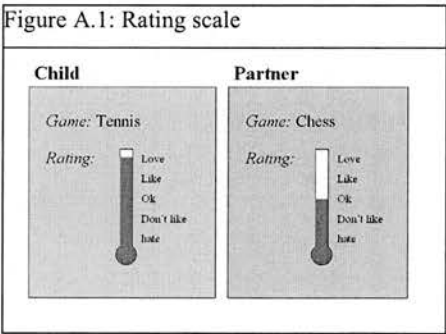 Figure A.1: Rating scale
Child
Game: Tennis
Rating:
Love
Like
Ok
Don't like
hate
Partner
Game: Chess
Rating:
Love
Like
Ok
Don't like
hate